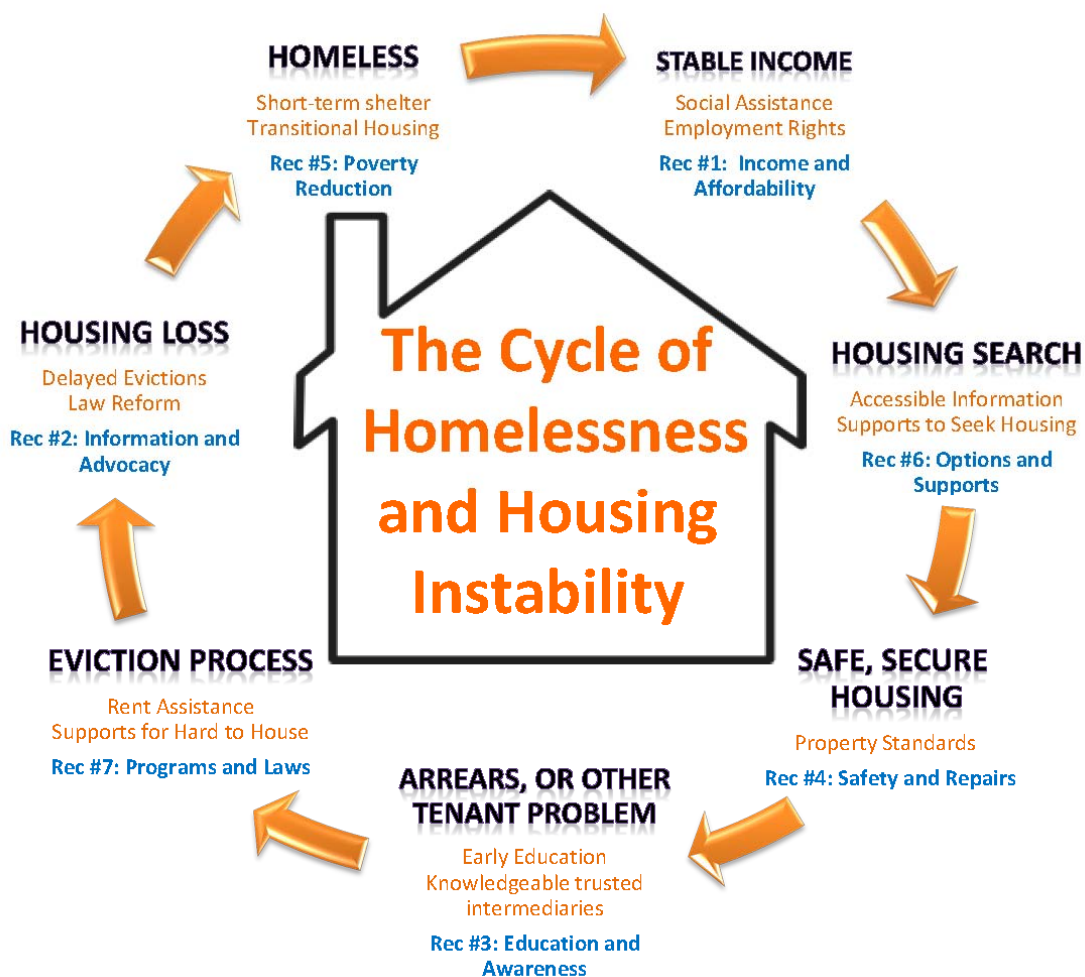 HOMELESS
Short-term shelter
Transitional Housing
Rec #5: Poverty
Reduction
STABLE INCOME
Social Assistance
Employment Rights
Rec #1:  Income and
Affordability
HOUSING SEARCH
Accessible Information
Supports to Seek Housing
Rec #6: Options and
Supports
SAFE, SECURE
HOUSING
Property Standards
Rec #4: Safety and Repairs
ARREARS, OR OTHER
TENANT PROBLEM
Early Education
Knowledgeable trusted
intermediaries
Rec #3: Education and
Awareness
EVICTION PROCESS
Rent Assistance
Supports for Hard to House
Rec #7: Programs and Laws
HOUSING LOSS
Delayed Evictions
Law Reform
Rec #2: Information and
Advocacy
The Cycle of
Homelessness
and Housing
Instability